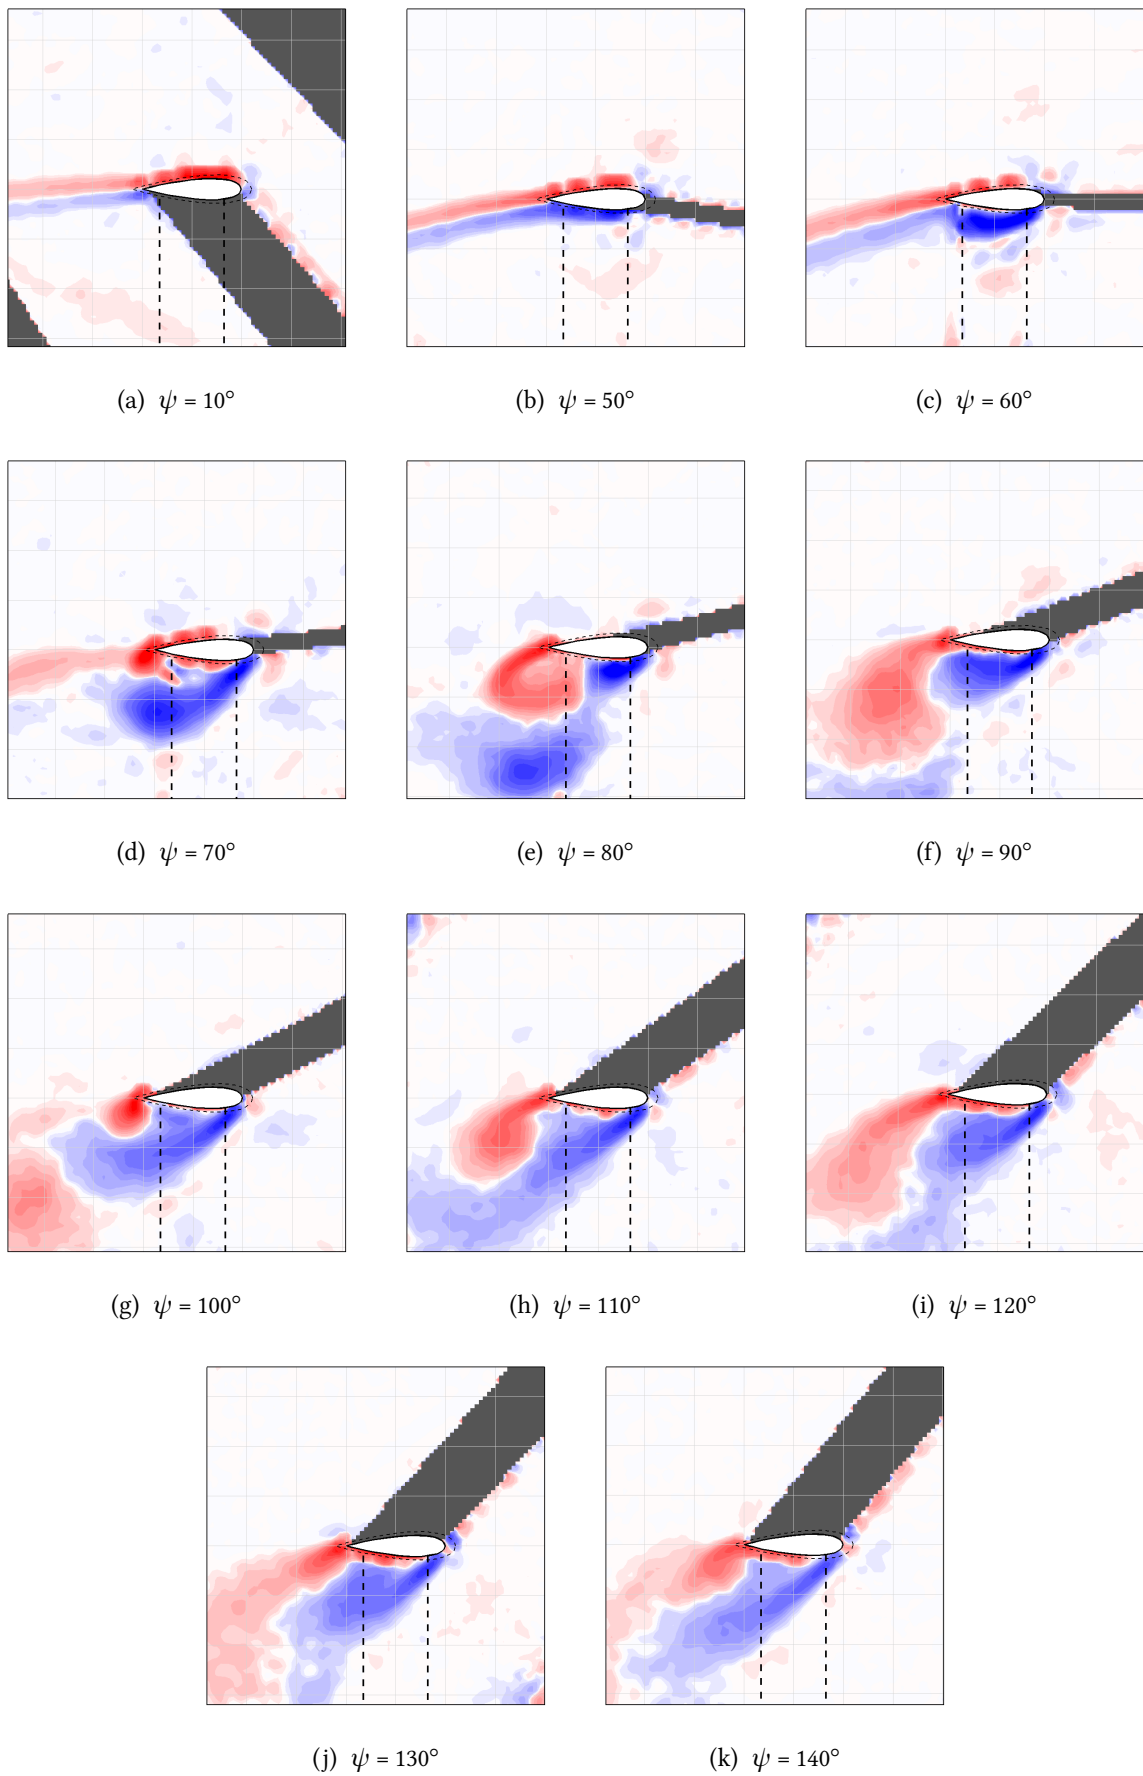 (a) ψ = 10°
(b) ψ = 50°
(c) ψ = 60°
(d) ψ = 70°
(e) ψ = 80°
(f) ψ = 90°
(g) ψ = 100°
(h) ψ = 110°
(i) ψ = 120°
(j) ψ = 130°
(k) ψ = 140°